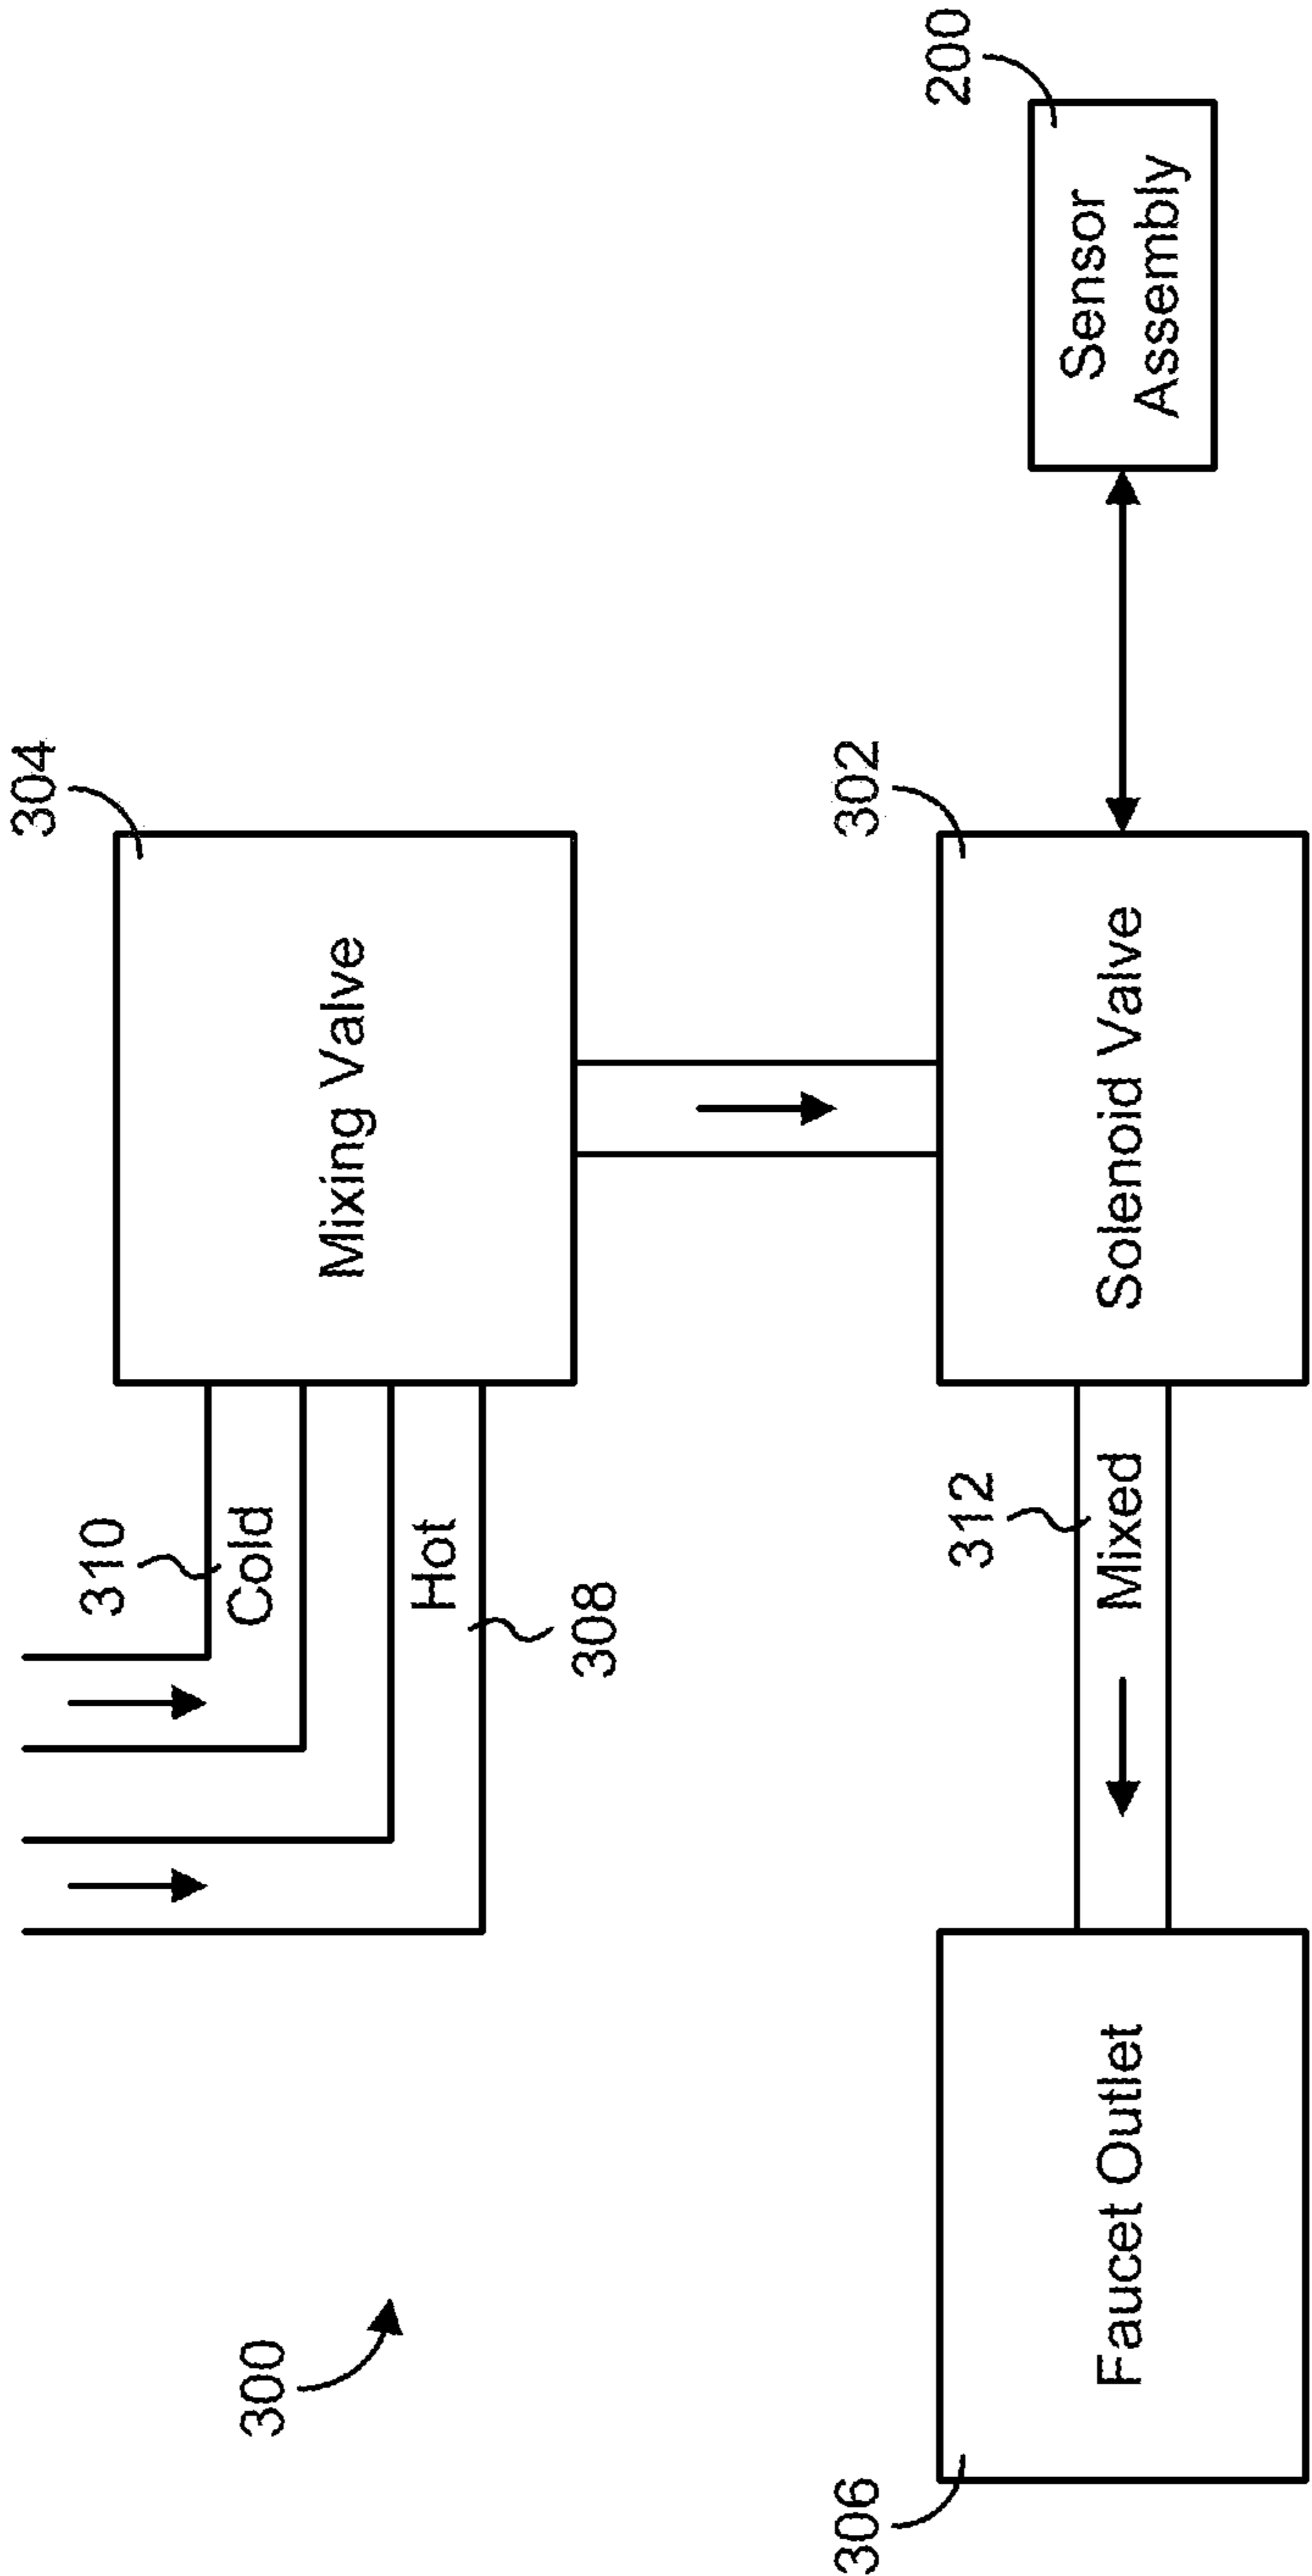 300
306
Faucet Outlet
312
Mixed
302
Solenoid Valve
310
Cold
Hot
308
304
Mixing Valve
200
Sensor
Assembly